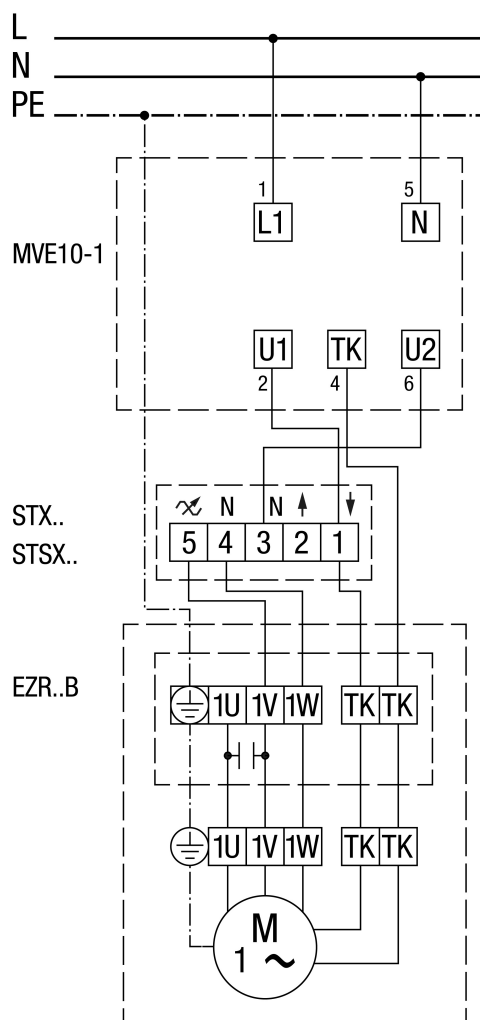 L
N
PE
1 5
L1 N
MVE10-1
U1 TK U2
2 4 6
STX..
N N
STSX..
5 4 3 2 1
EZR..B
1U 1V 1W TK TK
1U 1V 1W TK TK
M
1 ~